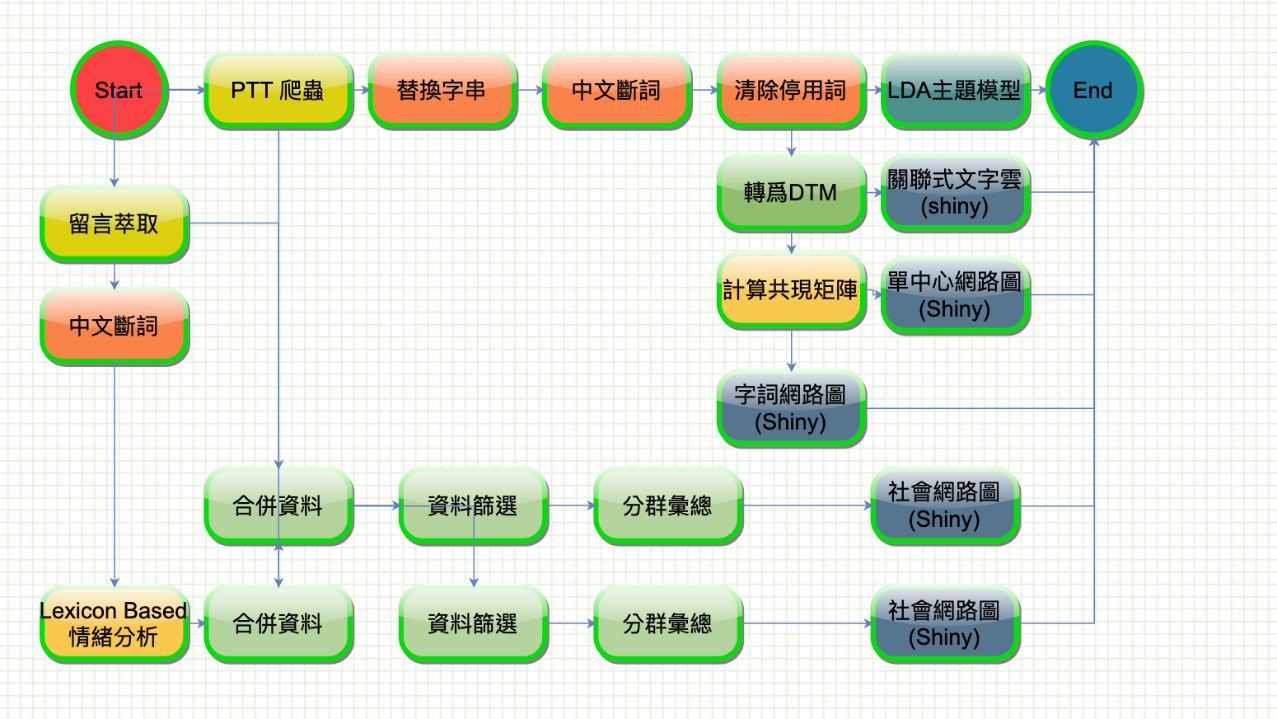 Start
PTT 爬蟲
替換字串
中文斷詞
清除停用詞
LDA主題模型
End
留言萃取
轉爲DTM
關聯式文字雲
(shiny)
中文斷詞
計算共現矩陣
單中心網路圖
(Shiny)
字詞網路圖
(Shiny)
合併資料
資料篩選
分群彙總
社會網路圖
(Shiny)
Lexicon Based
情緒分析
合併資料
資料篩選
分群彙總
社會網路圖
(Shiny)